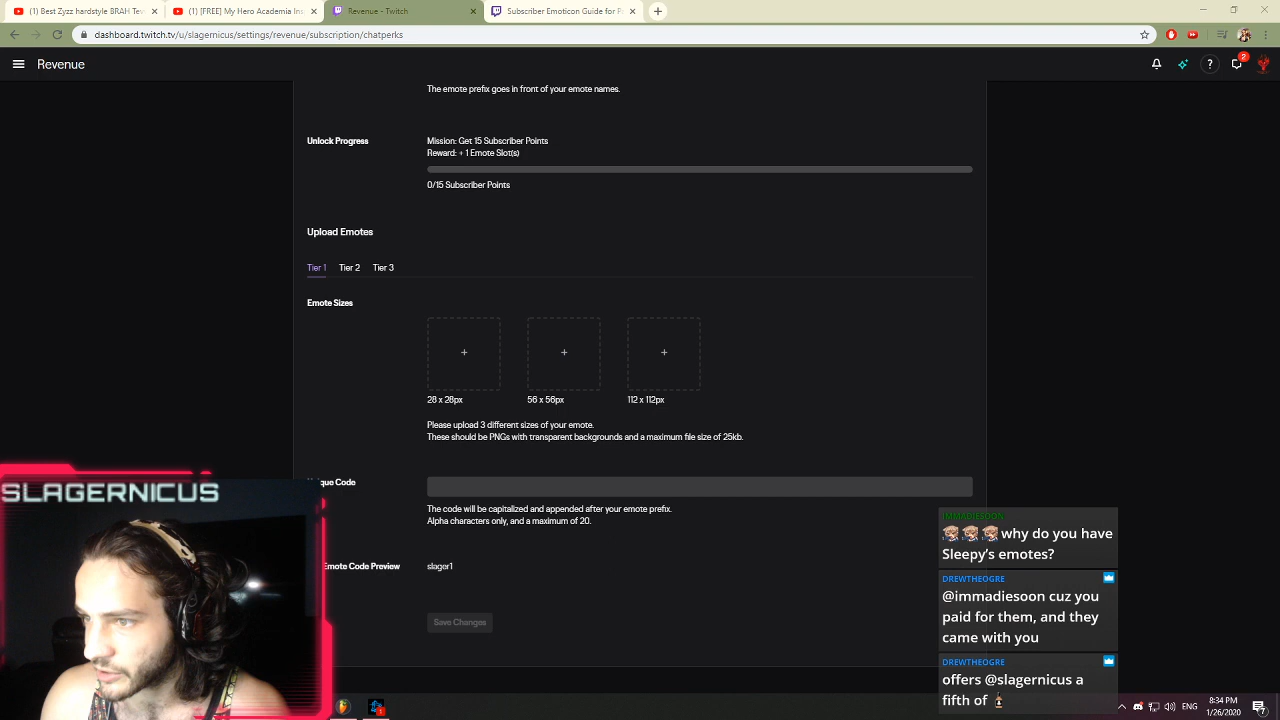 (1) Best Zyzz hardstyle BRAH Tev
(1) [FREE] My Hero Academia Ins
Revenue - Twitch
Subscriber Emoticon Guide for Pa
dashboard.twitch.tv/u/slagernicus/settings/revenue/subscription/chatperks
Revenue
2
The emote prefix goes in front of your emote names.
Unlock Progress
Mission: Get 15 Subscriber Points
Reward: + 1 Emote Slot(s)
0/15 Subscriber Points
Upload Emotes
Tier 1 Tier 2 Tier 3
Emote Sizes
28 x 28px 56 x 56px 112 x 112px
Please upload 3 different sizes of your emote.
These should be PNGs with transparent backgrounds and a maximum file size of 25kb.
SLAGERNICUS
que Code
The code will be capitalized and appended after your emote prefix.
Alpha characters only, and a maximum of 20.
Emote Code Preview
slager1
Save Changes
IMMADIESOON
why do you have
Sleepy's emotes?
DREWTHEOGRE
@immadiesoon cuz you
paid for them, and they
came with you
DREWTHEOGRE
offers @slagernicus a
fifth of
ENG
8:34 PM
1/26/2020